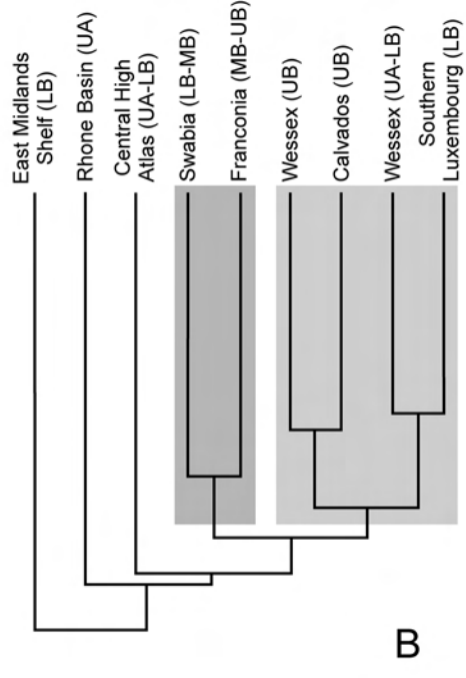 East Midlands
Shelf (LB)
Rhone Basin (UA)
Central High
Atlas (UA-LB)
Swabia (LB-MB)
Franconia (MB-UB)
Wessex (UB)
Calvados (UB)
Wessex (UA-LB)
Southern
Luxembourg (LB)
B